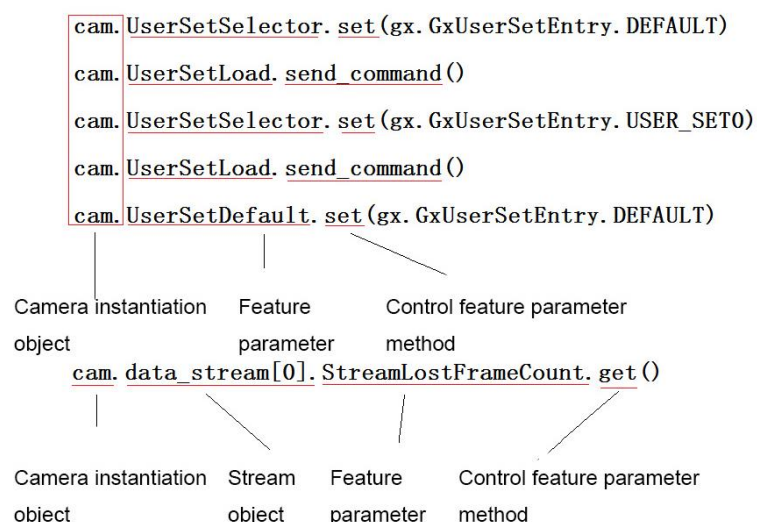 cam.UserSetSelector.set(gx.GxUserSetEntry.DEFAULT)
cam.UserSetLoad.send_command()
cam.UserSetSelector.set(gx.GxUserSetEntry.USER_SET0)
cam.UserSetLoad.send_command()
cam.UserSetDefault.set(gx.GxUserSetEntry.DEFAULT)
Camera instantiation object
Feature parameter
Control feature parameter method
cam.data_stream[0].StreamLostFrameCount.get()
Camera instantiation object
Stream object
Feature parameter
Control feature parameter method